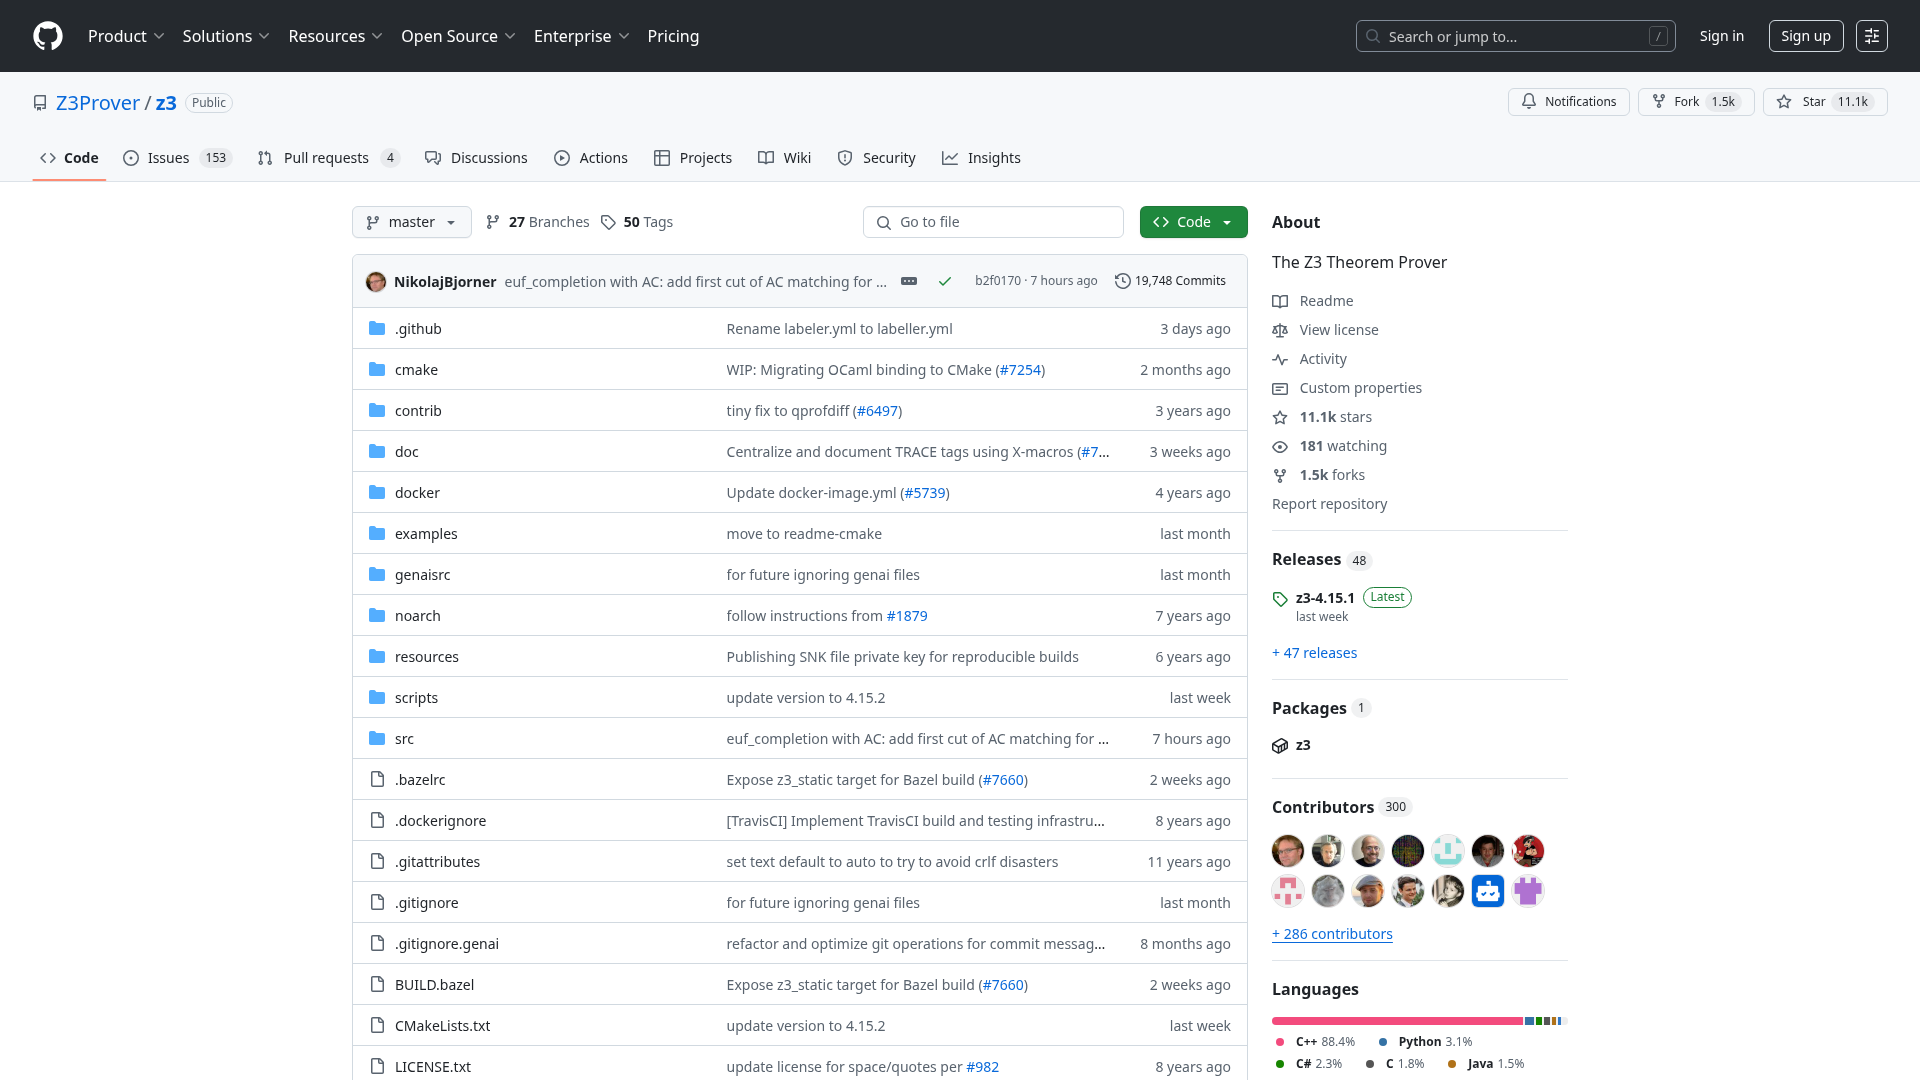 Product Solutions Resources Open Source Enterprise Pricing Search or jump to... / Sign in Sign up
Z3Prover / z3 Public Notifications Fork 1.5k Star 11.1k
Code Issues 153 Pull requests 4 Discussions Actions Projects Wiki Security Insights
master 27 Branches 50 Tags Go to file Code
NikolajBjorner euf_completion with AC: add first cut of AC matching for ... b2f0170 · 7 hours ago 19,748 Commits
.github Rename labeler.yml to labeller.yml 3 days ago
cmake WIP: Migrating OCaml binding to CMake (#7254) 2 months ago
contrib tiny fix to qprofdiff (#6497) 3 years ago
doc Centralize and document TRACE tags using X-macros (#7... 3 weeks ago
docker Update docker-image.yml (#5739) 4 years ago
examples move to readme-cmake last month
genaisrc for future ignoring genai files last month
noarch follow instructions from #1879 7 years ago
resources Publishing SNK file private key for reproducible builds 6 years ago
scripts update version to 4.15.2 last week
src euf_completion with AC: add first cut of AC matching for ... 7 hours ago
.bazelrc Expose z3_static target for Bazel build (#7660) 2 weeks ago
.dockerignore [TravisCI] Implement TravisCI build and testing infrastru... 8 years ago
.gitattributes set text default to auto to try to avoid crlf disasters 11 years ago
.gitignore for future ignoring genai files last month
.gitignore.genai refactor and optimize git operations for commit messag... 8 months ago
BUILD.bazel Expose z3_static target for Bazel build (#7660) 2 weeks ago
CMakeLists.txt update version to 4.15.2 last week
LICENSE.txt update license for space/quotes per #982 8 years ago
About
The Z3 Theorem Prover
Readme
View license
Activity
Custom properties
11.1k stars
181 watching
1.5k forks
Report repository
Releases 48
z3-4.15.1 Latest
last week
+ 47 releases
Packages 1
z3
Contributors 300
+ 286 contributors
Languages
C++ 88.4% Python 3.1%
C# 2.3% C 1.8% Java 1.5%